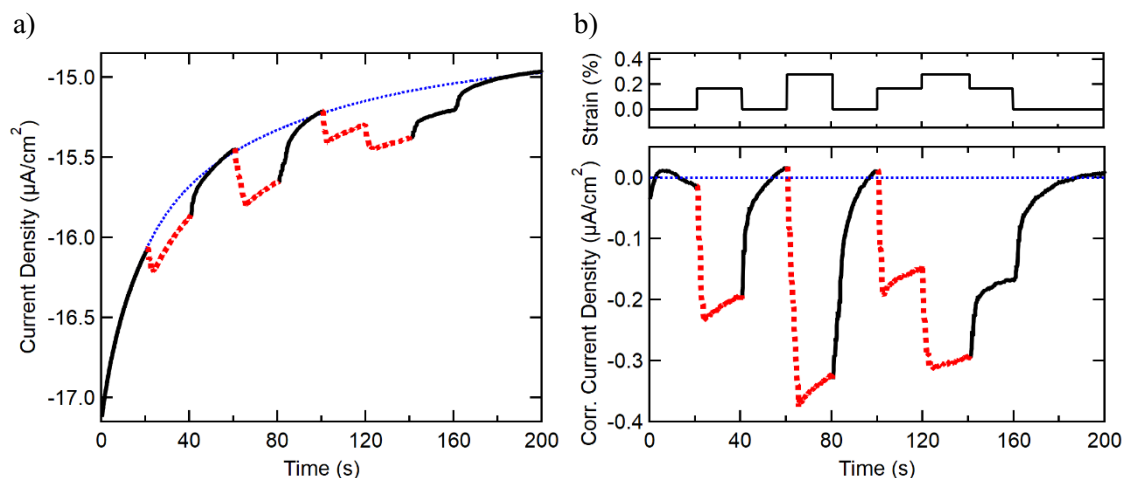 a)
Current Density (µA/cm²)
-15.0
-15.5
-16.0
-16.5
-17.0
0 40 80 120 160 200
Time (s)
b)
Strain (%)
0.4
0.2
0.0
Corr. Current Density (µA/cm²)
0.0
-0.1
-0.2
-0.3
-0.4
0 40 80 120 160 200
Time (s)